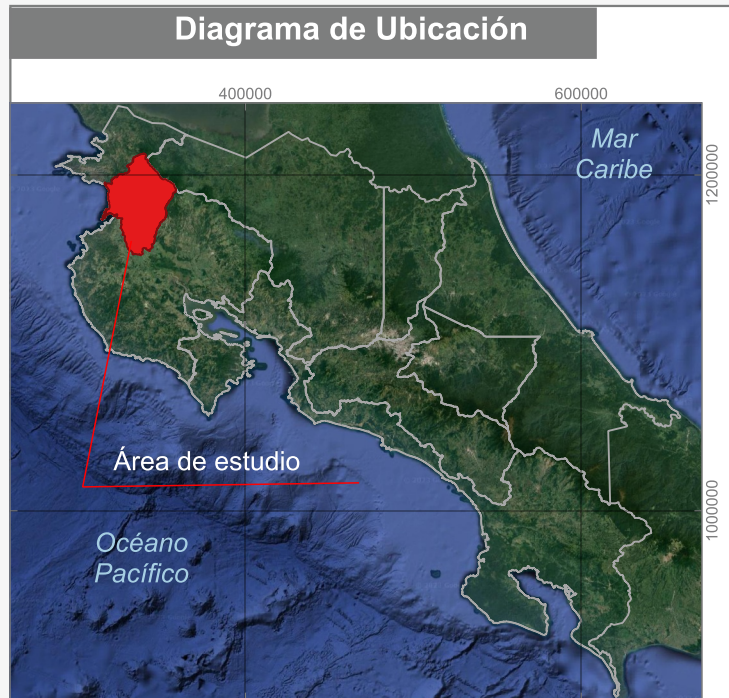 Diagrama de Ubicación
400000
600000
Mar
Caribe
1200000
Área de estudio
1000000
Océano
Pacífico